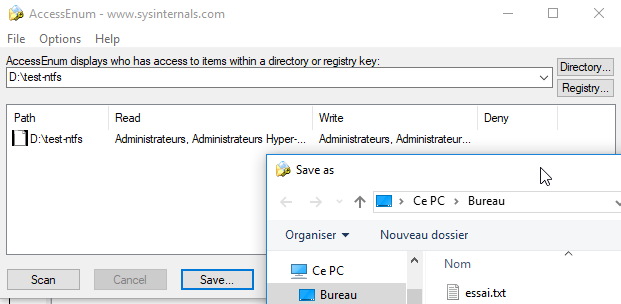 AccessEnum - www.sysinternals.com
File Options Help
AccessEnum displays who has access to items within a directory or registry key:
D:\test-ntfs
Directory...
Registry...
Path Read Write Deny
D:\test-ntfs Administrateurs, Administrateurs Hyper-... Administrateurs, Administrateur...
Save as
Ce PC > Bureau
Organiser Nouveau dossier
Nom
Ce PC
Bureau
essai.txt
Scan Cancel Save...